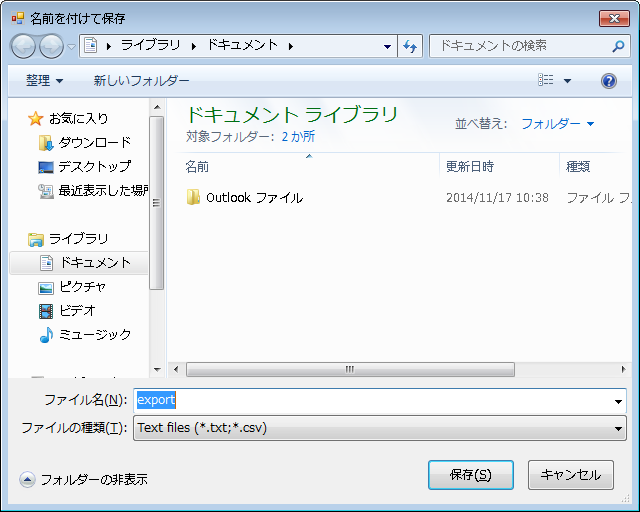 名前を付けて保存
ライブラリ ドキュメント
ドキュメントの検索
整理 新しいフォルダー
お気に入り
ダウンロード
デスクトップ
最近表示した場所
ライブラリ
ドキュメント
ピクチャ
ビデオ
ミュージック
ドキュメント ライブラリ
対象フォルダー: 2 か所
並べ替え: フォルダー
名前 更新日時 種類
Outlook ファイル 2014/11/17 10:38 ファイル フ
ファイル名(N): export
ファイルの種類(T): Text files (*.txt;*.csv)
フォルダーの非表示
保存(S) キャンセル